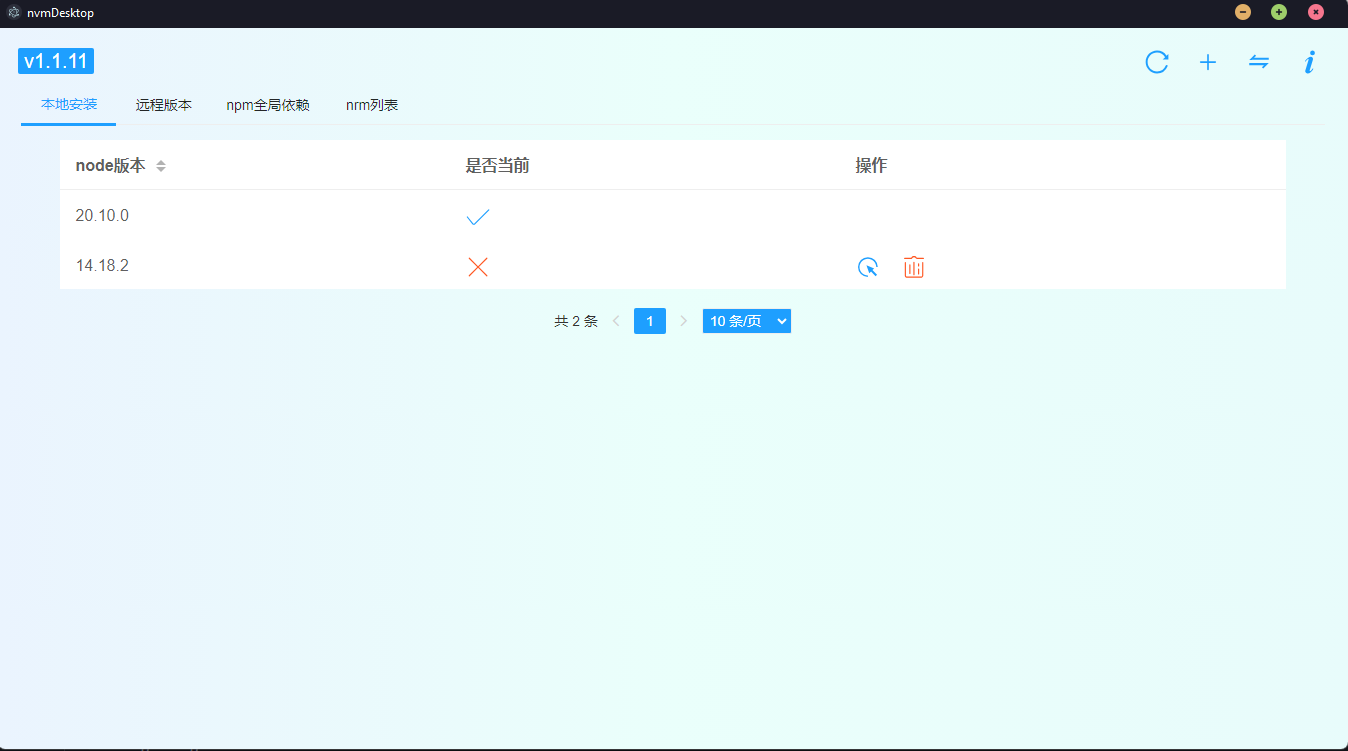 nvmDesktop
v1.1.11
本地安装 远程版本 npm全局依赖 nrm列表
node版本 是否当前 操作
20.10.0
14.18.2
共 2 条 1 10 条/页